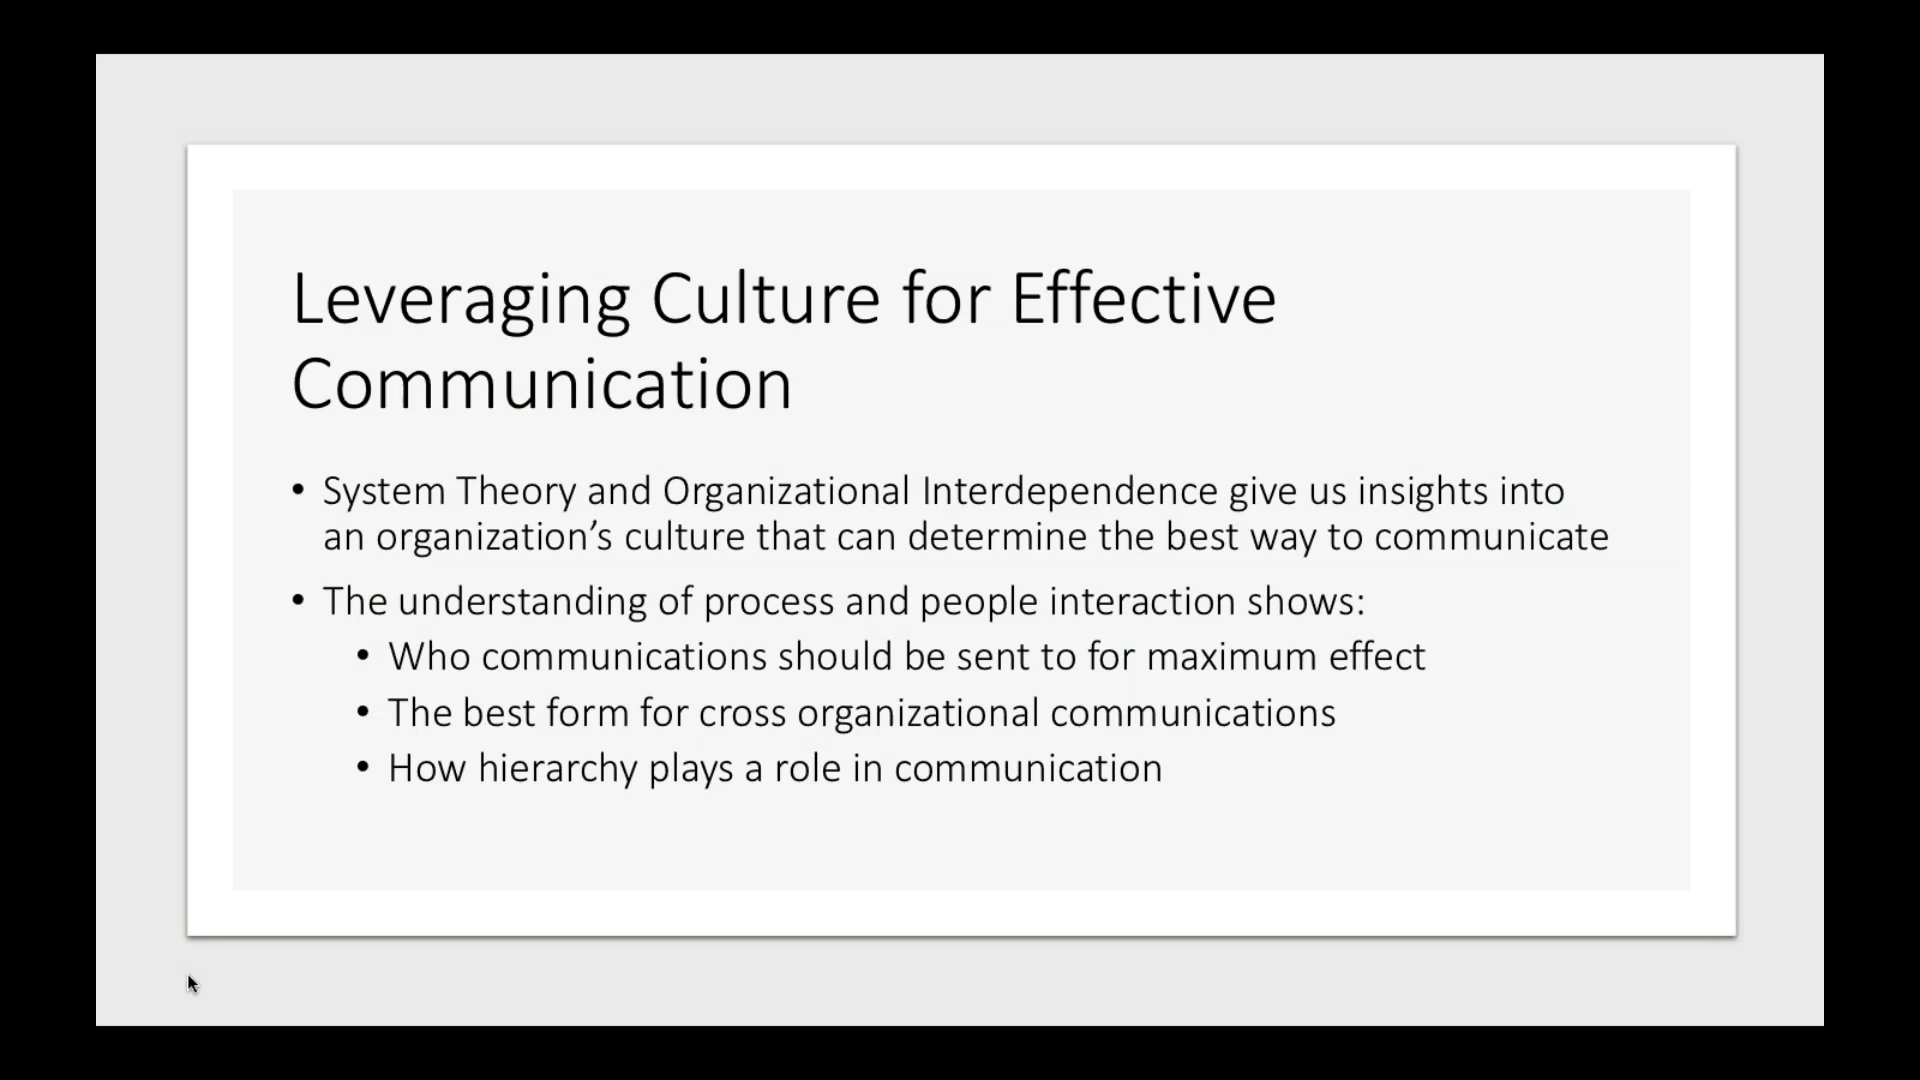 Leveraging Culture for Effective
Communication
• System Theory and Organizational Interdependence give us insights into
an organization’s culture that can determine the best way to communicate
• The understanding of process and people interaction shows:
• Who communications should be sent to for maximum effect
• The best form for cross organizational communications
• How hierarchy plays a role in communication